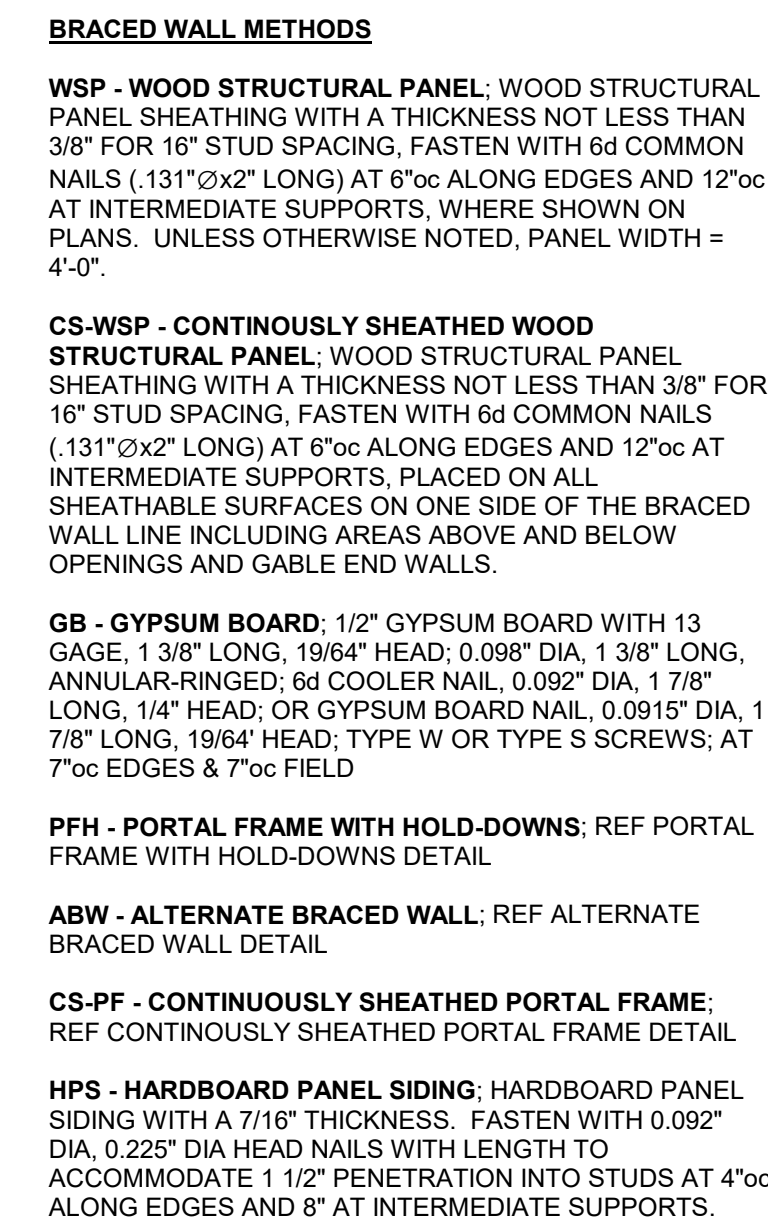 BRACED WALL METHODS
WSP - WOOD STRUCTURAL PANEL; WOOD STRUCTURAL
PANEL SHEATHING WITH A THICKNESS NOT LESS THAN
3/8" FOR 16" STUD SPACING, FASTEN WITH 6d COMMON
NAILS (.131"∅x2" LONG) AT 6"oc ALONG EDGES AND 12"oc
AT INTERMEDIATE SUPPORTS, WHERE SHOWN ON
PLANS. UNLESS OTHERWISE NOTED, PANEL WIDTH =
4'-0".
CS-WSP - CONTINOUSLY SHEATHED WOOD
STRUCTURAL PANEL; WOOD STRUCTURAL PANEL
SHEATHING WITH A THICKNESS NOT LESS THAN 3/8" FOR
16" STUD SPACING, FASTEN WITH 6d COMMON NAILS
(.131"∅x2" LONG) AT 6"oc ALONG EDGES AND 12"oc AT
INTERMEDIATE SUPPORTS, PLACED ON ALL
SHEATHABLE SURFACES ON ONE SIDE OF THE BRACED
WALL LINE INCLUDING AREAS ABOVE AND BELOW
OPENINGS AND GABLE END WALLS.
GB - GYPSUM BOARD; 1/2" GYPSUM BOARD WITH 13
GAGE, 1 3/8" LONG, 19/64" HEAD; 0.098" DIA, 1 3/8" LONG,
ANNULAR-RINGED; 6d COOLER NAIL, 0.092" DIA, 1 7/8"
LONG, 1/4" HEAD; OR GYPSUM BOARD NAIL, 0.0915" DIA, 1
7/8" LONG, 19/64' HEAD; TYPE W OR TYPE S SCREWS; AT
7"oc EDGES & 7"oc FIELD
PFH - PORTAL FRAME WITH HOLD-DOWNS; REF PORTAL
FRAME WITH HOLD-DOWNS DETAIL
ABW - ALTERNATE BRACED WALL; REF ALTERNATE
BRACED WALL DETAIL
CS-PF - CONTINUOUSLY SHEATHED PORTAL FRAME;
REF CONTINOUSLY SHEATHED PORTAL FRAME DETAIL
HPS - HARDBOARD PANEL SIDING; HARDBOARD PANEL
SIDING WITH A 7/16" THICKNESS. FASTEN WITH 0.092"
DIA, 0.225" DIA HEAD NAILS WITH LENGTH TO
ACCOMMODATE 1 1/2" PENETRATION INTO STUDS AT 4"oc
ALONG EDGES AND 8" AT INTERMEDIATE SUPPORTS.